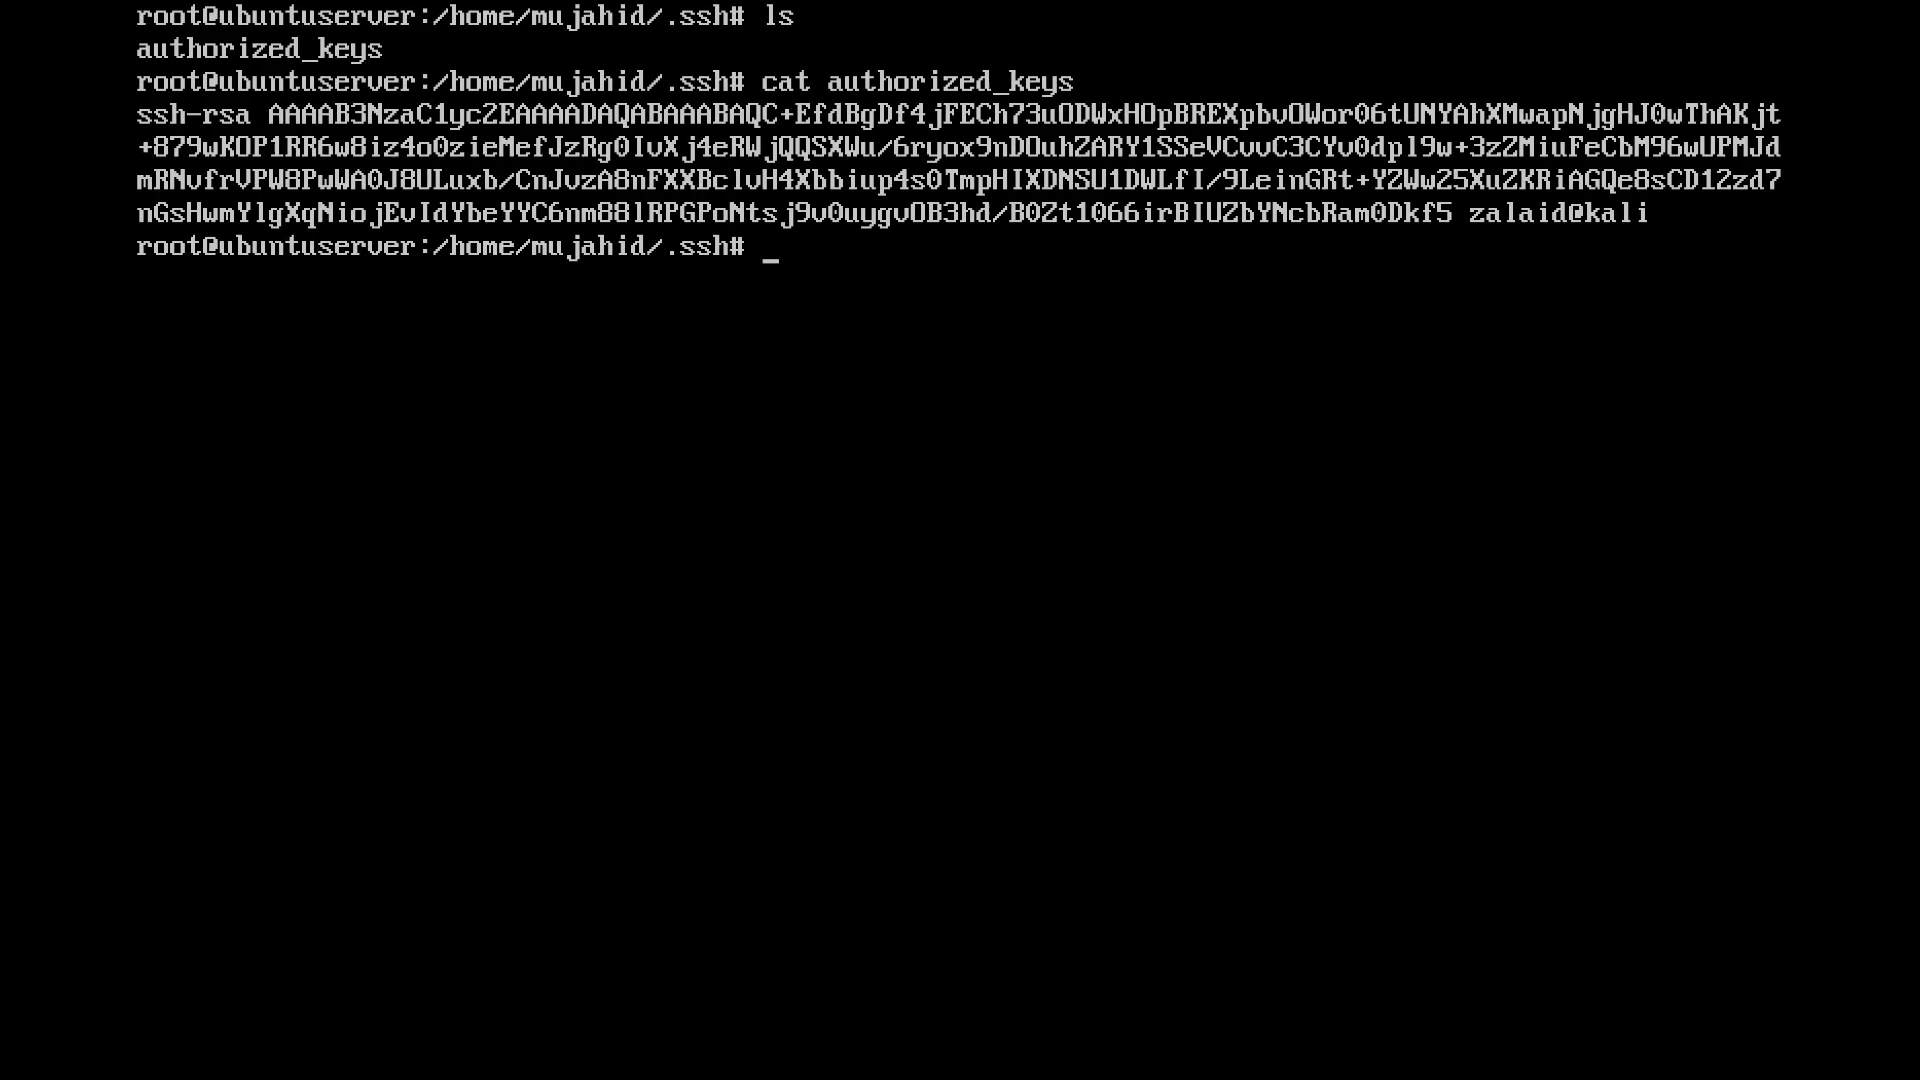 root@ubuntuserver:/home/mujahid/.ssh# ls
authorized_keys
root@ubuntuserver:/home/mujahid/.ssh# cat authorized_keys
ssh-rsa AAAAB3NzaC1yc2EAAAADAQABAAABAQC+EfdBgDf4jFECh73uODWxHOpBREXpbvOWor06tUNYAhXMwapNjgHJ0wThAKjt
+879wKOP1RR6w8iz4o0zieMefJzRg0IvXj4eRWjQQSXWu/6ryox9nDOuhZARY1SSeVCvvC3CYv0dpl9w+3zZMiuFeCbM96wUPMJd
mRNvfrVPW8PwWA0J8ULuxb/CnJvzA8nFXXBclvH4Xbbiup4s0TmpHIXDNSU1DWLfI/9LeinGRt+YZWw25XuZKRiAGQe8sCD12zd7
nGsHwmYlgXqNiojEvIdYbeYYC6nm88lRPGPoNtsj9v0uygvOB3hd/B0Zt1066irBIUZbYNcbRam0Dkf5 zalaid@kali
root@ubuntuserver:/home/mujahid/.ssh# _